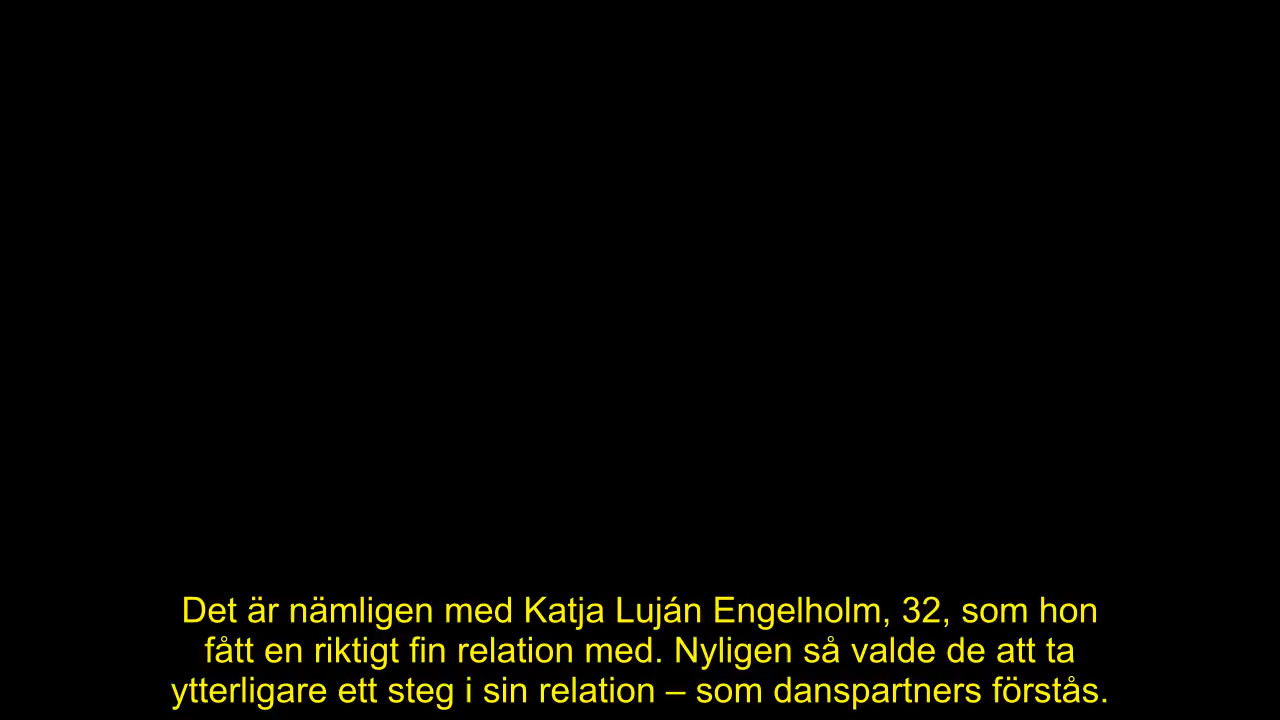 Det är nämligen med Katja Luján Engelholm, 32, som hon
fått en riktigt fin relation med. Nyligen så valde de att ta
ytterligare ett steg i sin relation – som danspartners förstås.